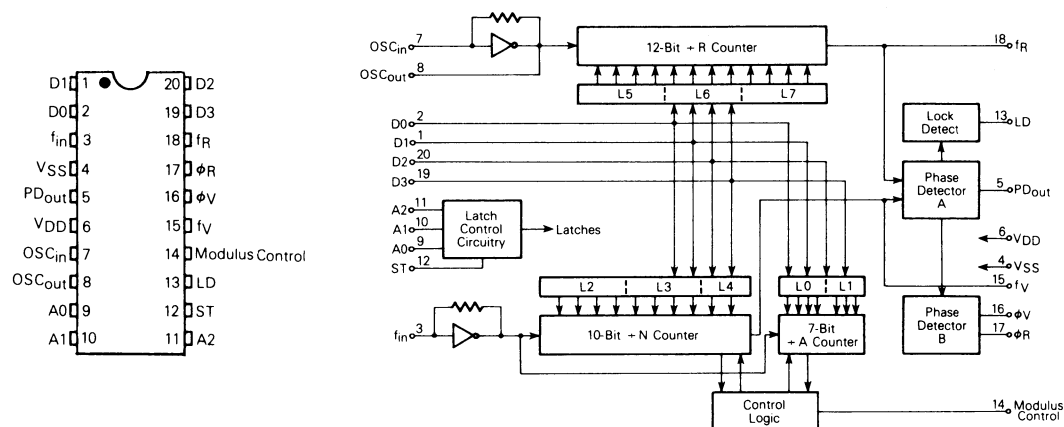 D1 1 20 D2
D0 2 19 D3
fin 3 18 fR
VSS 4 17 ϕR
PDout 5 16 ϕV
VDD 6 15 fV
OSCin 7 14 Modulus Control
OSCout 8 13 LD
A0 9 12 ST
A1 10 11 A2
OSCin 7
OSCout 8
12-Bit ÷ R Counter
18 fR
L5 L6 L7
D0 2
D1 1
D2 20
D3 19
Lock
Detect
13 LD
Phase
Detector
A
5 PDout
A2 11
A1 10
A0 9
ST 12
Latch
Control
Circuitry
Latches
6 VDD
4 VSS
15 fV
L2 L3 L4
L0 L1
fin 3
10-Bit ÷ N Counter
7-Bit
÷ A Counter
Phase
Detector
B
16 ϕV
17 ϕR
Control
Logic
14 Modulus
Control